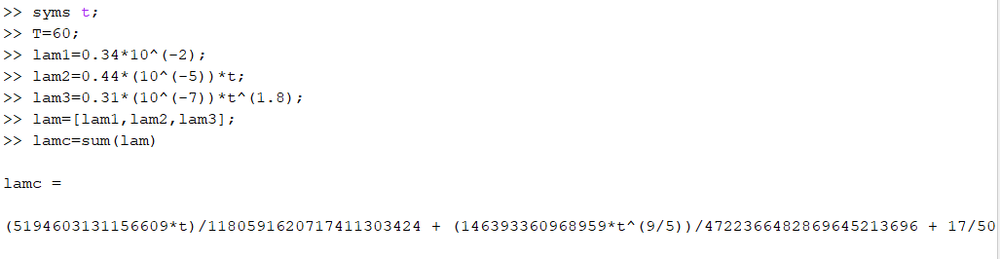 >> syms t;
>> T=60;
>> lam1=0.34*10^(-2);
>> lam2=0.44*(10^(-5))*t;
>> lam3=0.31*(10^(-7))*t^(1.8);
>> lam=[lam1,lam2,lam3];
>> lamc=sum(lam)
lamc =
(5194603131156609*t)/1180591620717411303424 + (146393360968959*t^(9/5))/4722366482869645213696 + 17/50